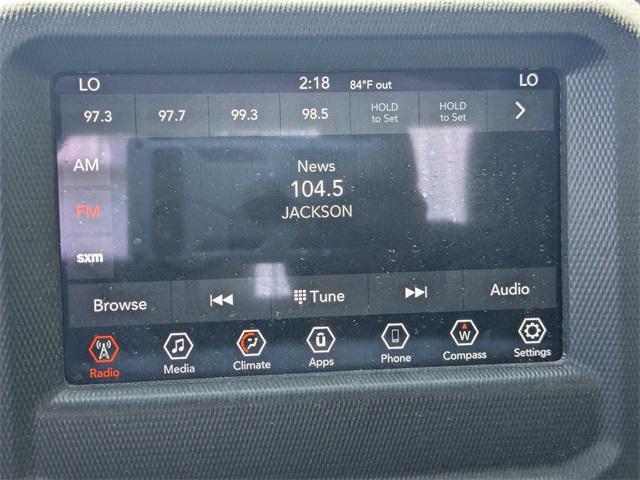 LO 2:18 84°F out LO
97.3 97.7 99.3 98.5 HOLD to Set HOLD to Set
AM
News
104.5
FM
JACKSON
sxm
Browse Tune Audio
Radio Media Climate ū Apps Phone W Compass Settings